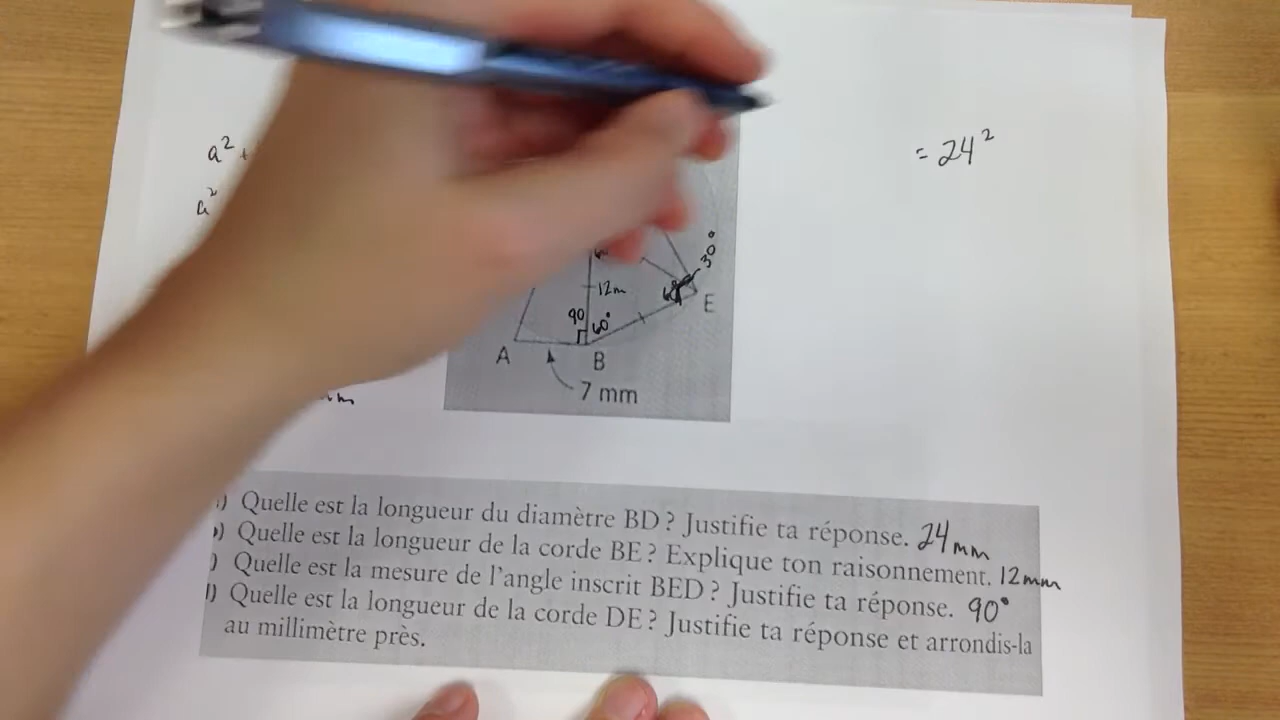 a² +
= 24²
a²
30°
12m
60°
90
E
A
B
7 mm
Quelle est la longueur du diamètre BD ? Justifie ta réponse. 24mm
Quelle est la longueur de la corde BE ? Explique ton raisonnement. 12mm
Quelle est la mesure de l'angle inscrit BED ? Justifie ta réponse. 90°
Quelle est la longueur de la corde DE ? Justifie ta réponse et arrondis-la
au millimètre près.